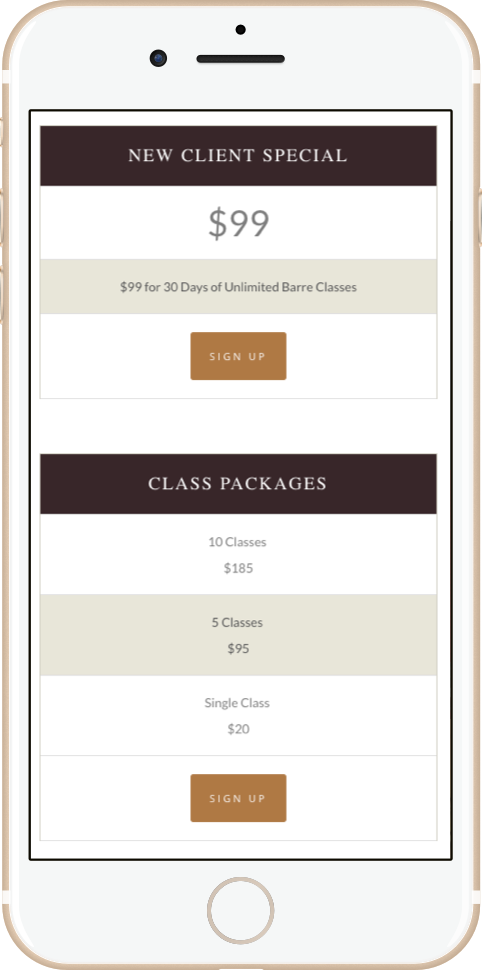 NEW CLIENT SPECIAL
$99
$99 for 30 Days of Unlimited Barre Classes
SIGN UP
CLASS PACKAGES
10 Classes
$185
5 Classes
$95
Single Class
$20
SIGN UP